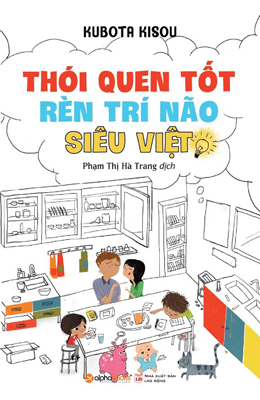 KUBOTA KISOU
THÓI QUEN TỐT
RÈN TRÍ NÃO
SIÊU VIỆT
Phạm Thị Hà Trang dịch
alphabooks
NHÀ XUẤT BẢN
LAO ĐỘNG